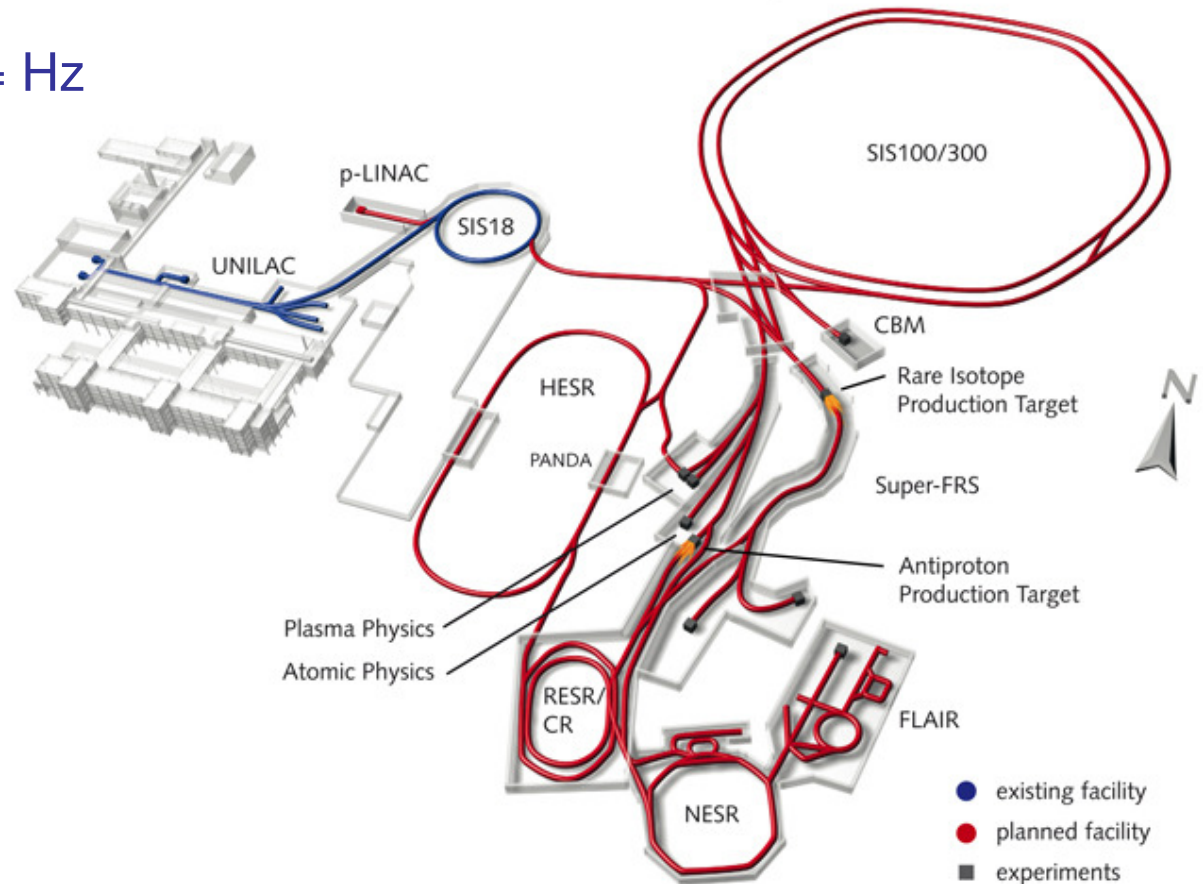 = Hz
SIS100/300
p-LINAC
SIS18
UNILAC
CBM
Rare Isotope
Production Target
HESR
N
PANDA
Super-FRS
Antiproton
Production Target
Plasma Physics
Atomic Physics
RESR/
CR
FLAIR
NESR
existing facility
planned facility
experiments